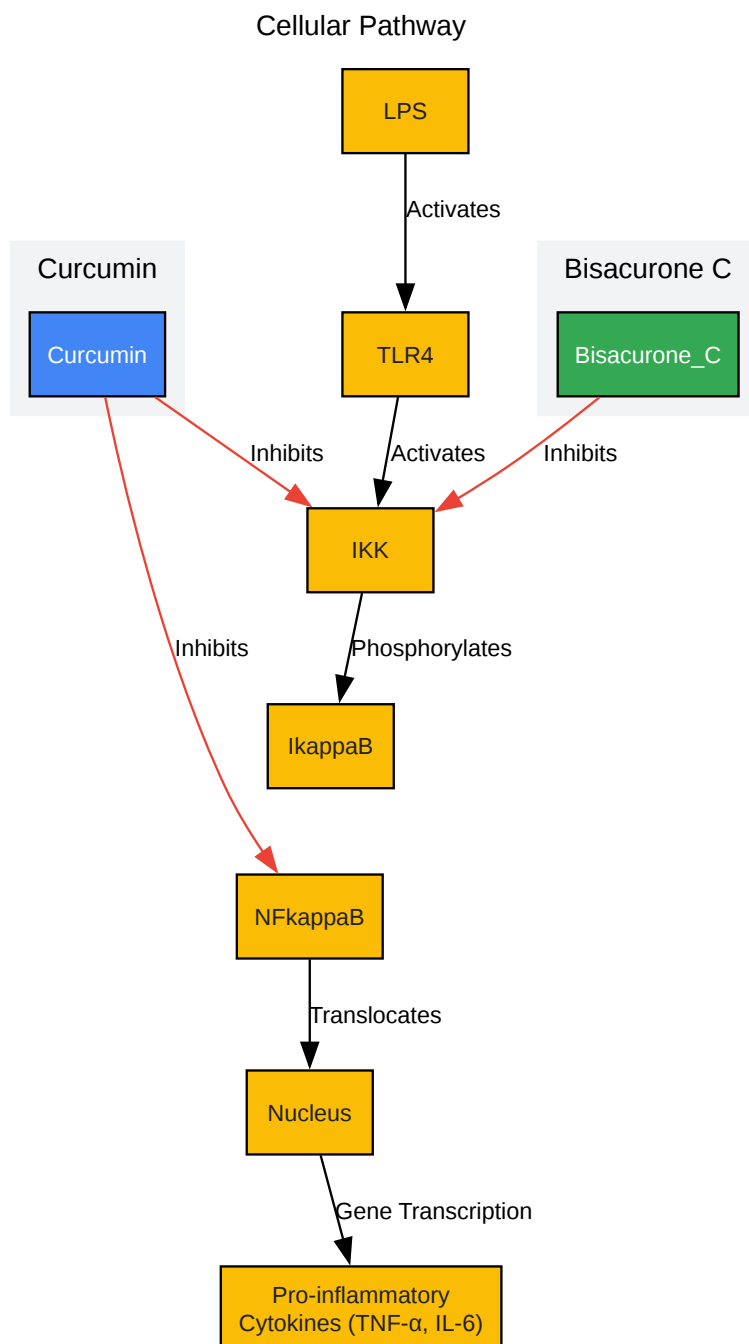 Cellular Pathway
LPS
Activates
Curcumin
Bisacurone C
Curcumin
TLR4
Bisacurone_C
Inhibits
Activates
Inhibits
IKK
Inhibits
Phosphorylates
IkappaB
NFkappaB
Translocates
Nucleus
Gene Transcription
Pro-inflammatory
Cytokines (TNF-α, IL-6)